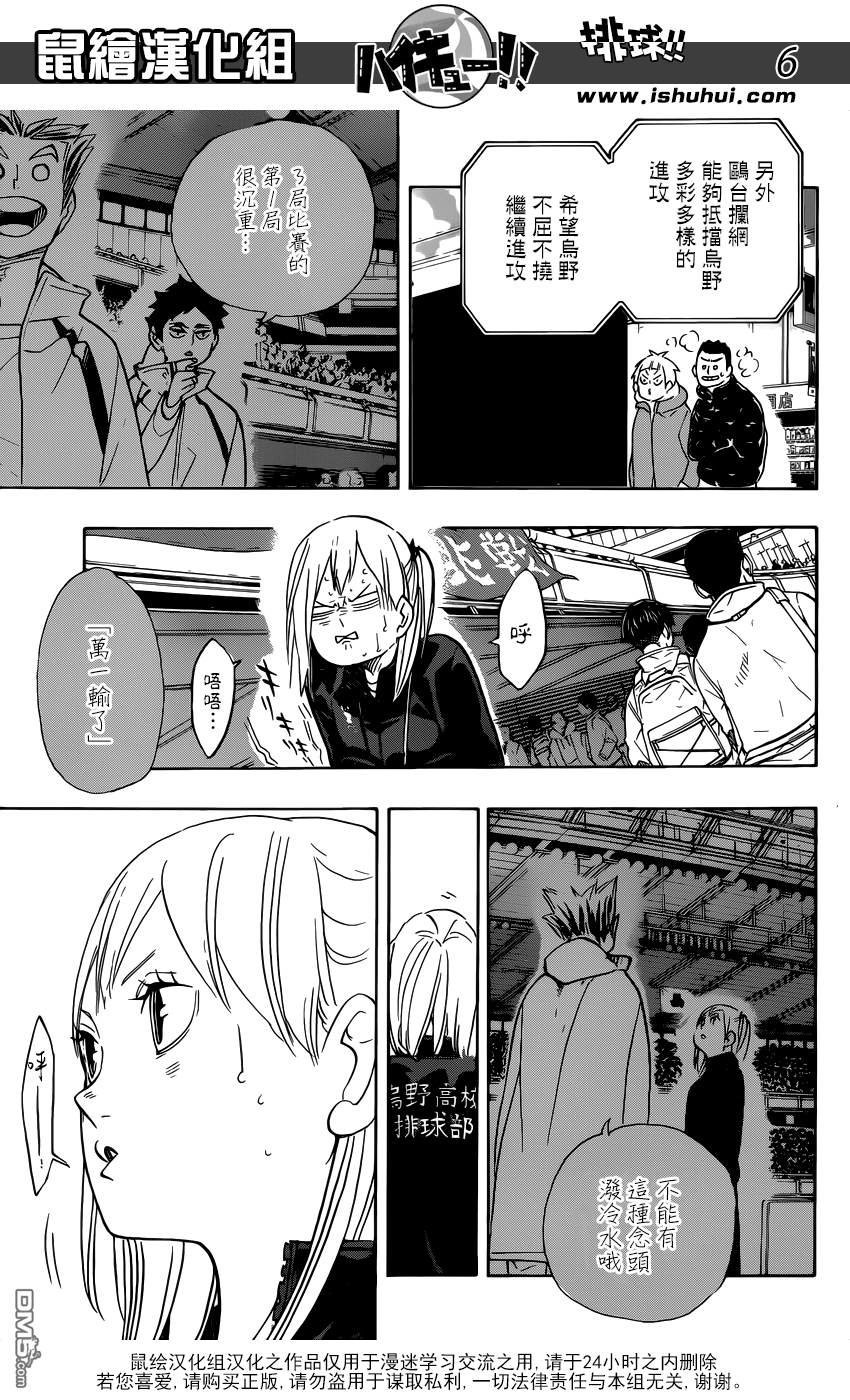 鼠繪漢化組
ハイキュー!!
排球!!
6
www.ishuhui.com
另外
鷗台攔網
能夠抵擋烏野
多彩多樣的
進攻
希望烏野
不屈不撓
繼續進攻
酒店
3局比賽的
第1局
很沉重…
呼
唔唔…
「萬一輸了」
不能有
這種念頭
潑冷水哦
烏野高校
排球部
呼
DM5.com
鼠绘汉化组汉化之作品仅用于漫迷学习交流之用, 请于24小时之内删除
若您喜爱, 请购买正版, 请勿盗用于谋取私利, 一切法律责任与本组无关, 谢谢。